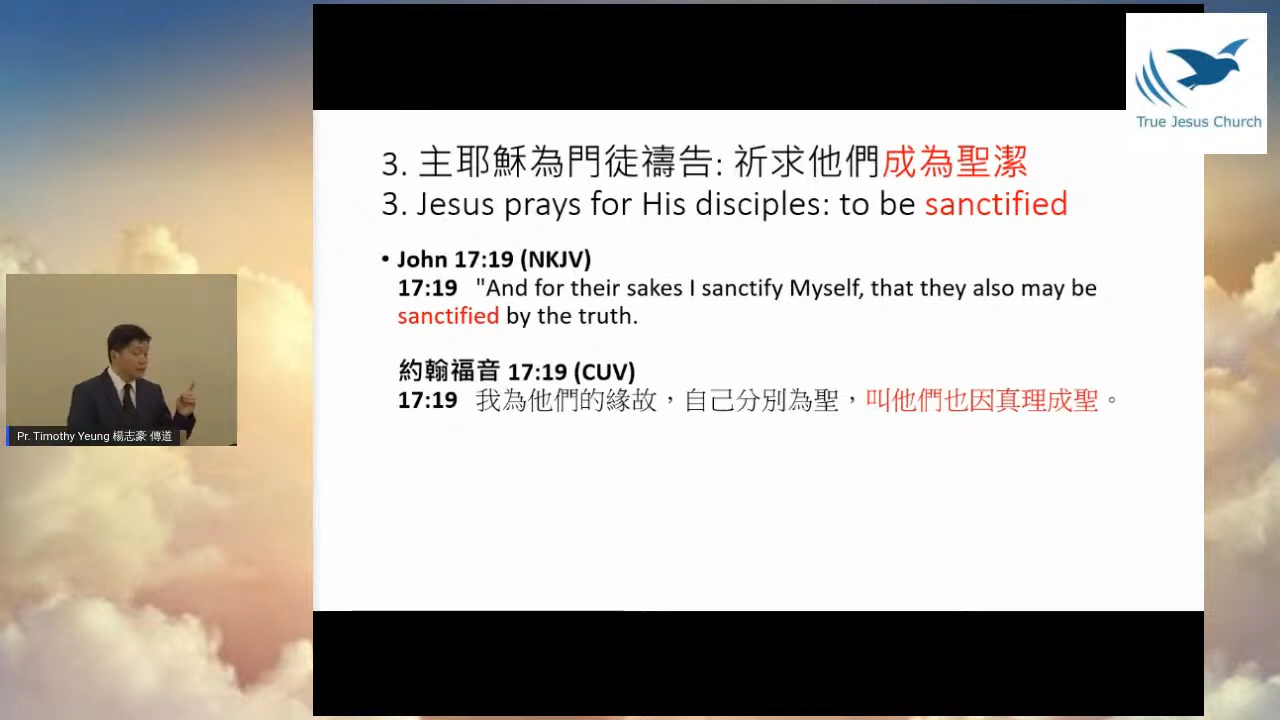 True Jesus Church
3. 主耶穌為門徒禱告: 祈求他們成為聖潔
3. Jesus prays for His disciples: to be sanctified
• John 17:19 (NKJV)
17:19 "And for their sakes I sanctify Myself, that they also may be
sanctified by the truth.
約翰福音 17:19 (CUV)
17:19 我為他們的緣故，自己分別為聖，叫他們也因真理成聖。
Pr. Timothy Yeung 楊志豪 傳道